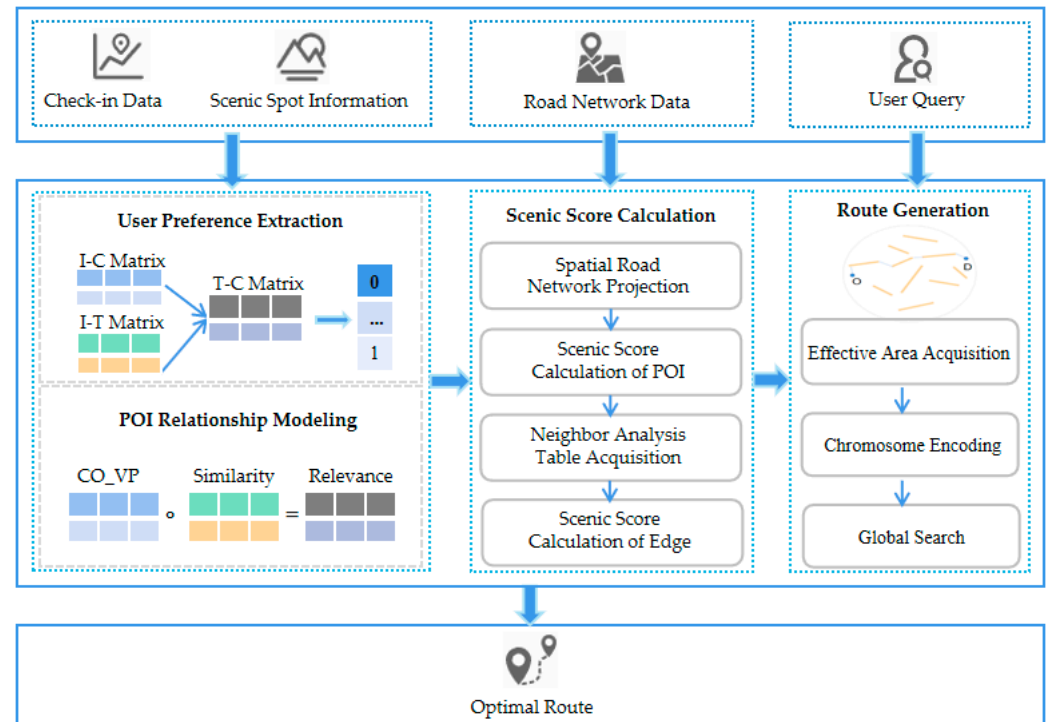 Check-in Data
Scenic Spot Information
Road Network Data
User Query
User Preference Extraction
I-C Matrix
T-C Matrix
I-T Matrix
0
...
1
POI Relationship Modeling
CO_VP
Similarity
Relevance
∘
=
Scenic Score Calculation
Spatial Road
Network Projection
Scenic Score
Calculation of POI
Neighbor Analysis
Table Acquisition
Scenic Score
Calculation of Edge
Route Generation
O
D
Effective Area Acquisition
Chromosome Encoding
Global Search
Optimal Route